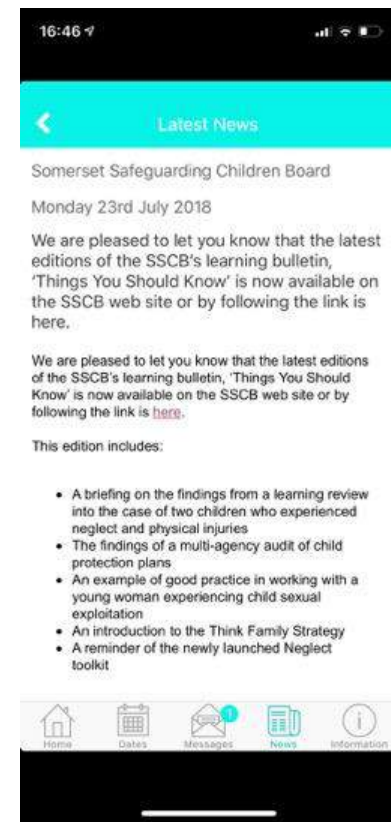 16:46
Latest News
Somerset Safeguarding Children Board
Monday 23rd July 2018
We are pleased to let you know that the latest
editions of the SSCB's learning bulletin,
'Things You Should Know' is now available on
the SSCB web site or by following the link is
here.
We are pleased to let you know that the latest editions
of the SSCB's learning bulletin, 'Things You Should
Know' is now available on the SSCB web site or by
following the link is here.
This edition includes:
• A briefing on the findings from a learning review
into the case of two children who experienced
neglect and physical injuries
• The findings of a multi-agency audit of child
protection plans
• An example of good practice in working with a
young woman experiencing child sexual
exploitation
• An introduction to the Think Family Strategy
• A reminder of the newly launched Neglect
toolkit
1
Home Dates Messages News Information